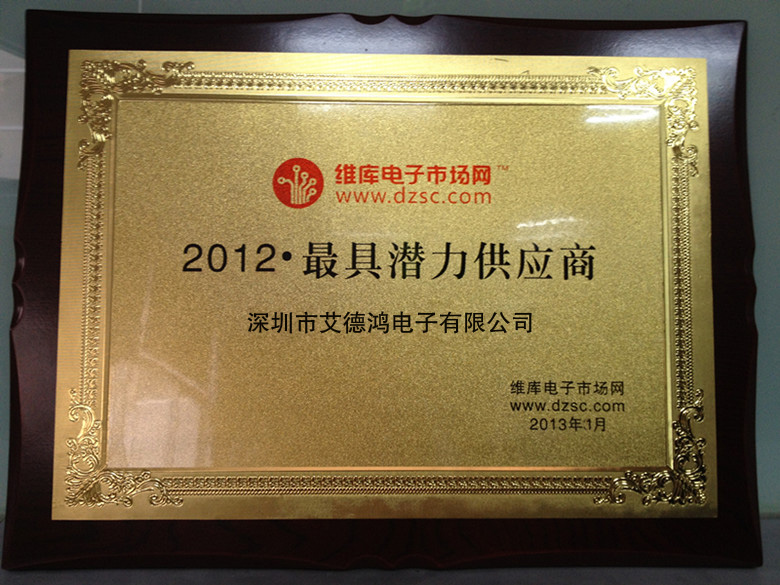 维库电子市场网™
www.dzsc.com
2012·最具潜力供应商
深圳市艾德鸿电子有限公司
维库电子市场网
www.dzsc.com
2013年1月